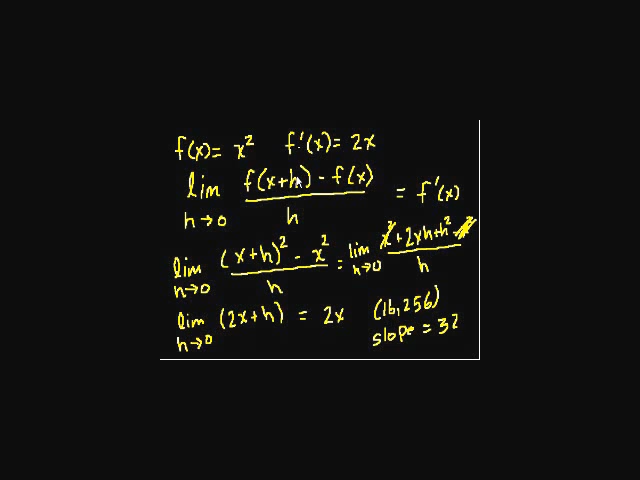 f(x) = x² f'(x) = 2x
lim h→0 (f(x+h) - f(x))/h = f'(x)
lim h→0 ((x+h)² - x²)/h = lim h→0 (x² + 2xh + h² - x²)/h
lim h→0 (2x+h) = 2x (16,256)
slope = 32